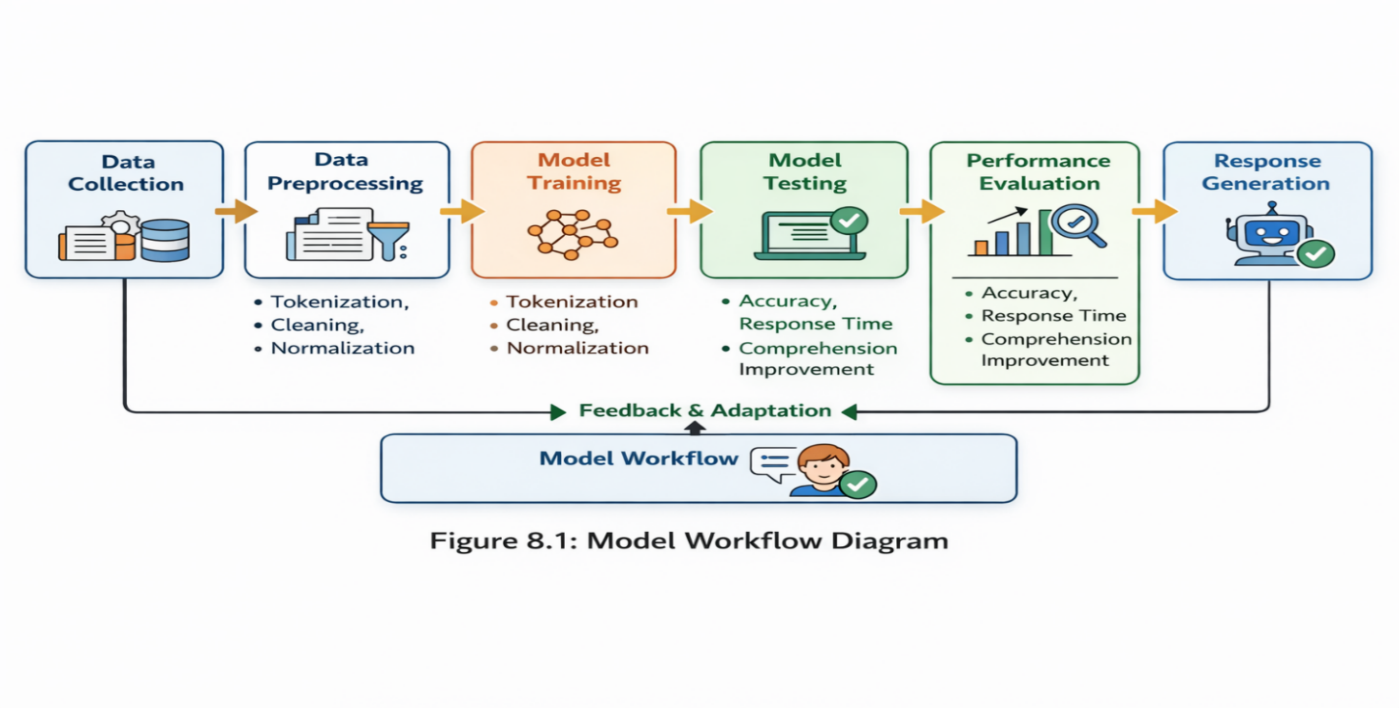 Data
Collection
Data
Preprocessing
Model
Training
Model
Testing
Performance
Evaluation
Response
Generation
• Tokenization,
• Cleaning,
• Normalization
• Tokenization
• Cleaning,
• Normalization
• Accuracy,
Response Time
• Comprehension
Improvement
• Accuracy,
• Response Time
• Comprehension
Improvement
Feedback & Adaptation
Model Workflow
Figure 8.1: Model Workflow Diagram